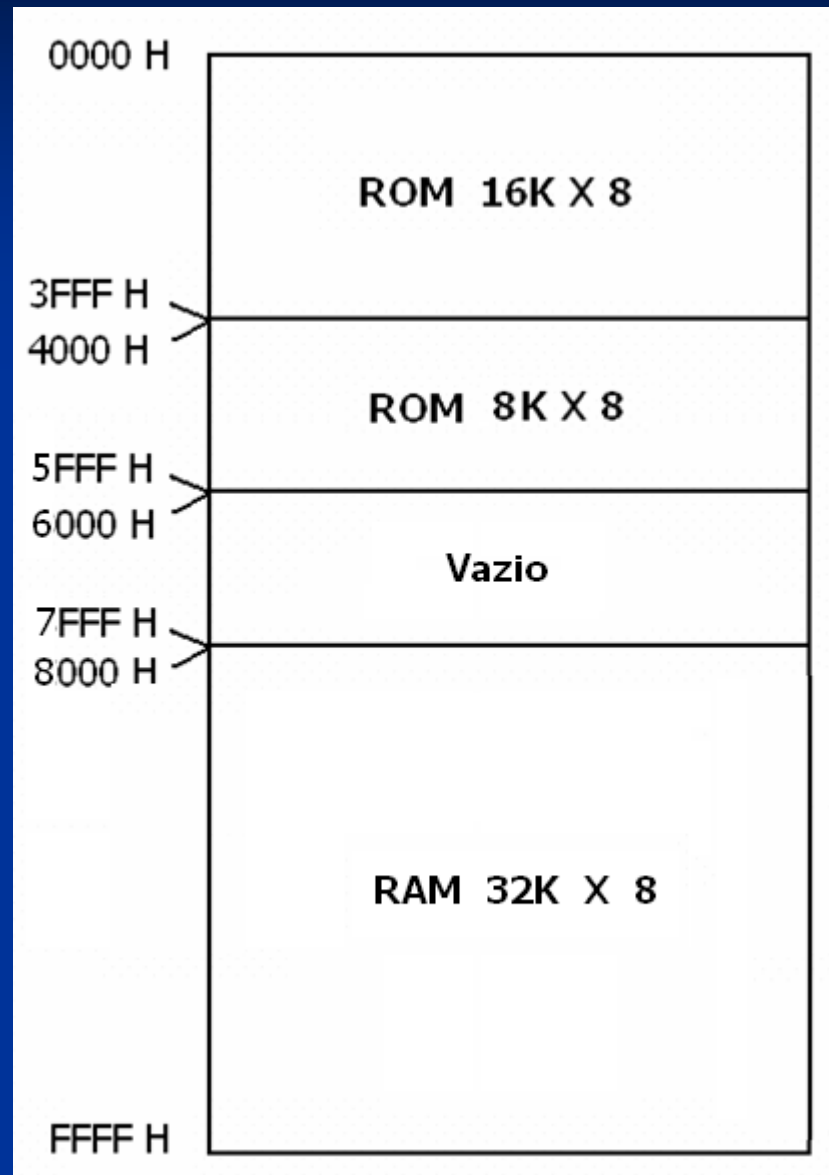 0000 H
ROM 16K X 8
3FFF H
4000 H
ROM 8K X 8
5FFF H
6000 H
Vazio
7FFF H
8000 H
RAM 32K X 8
FFFF H